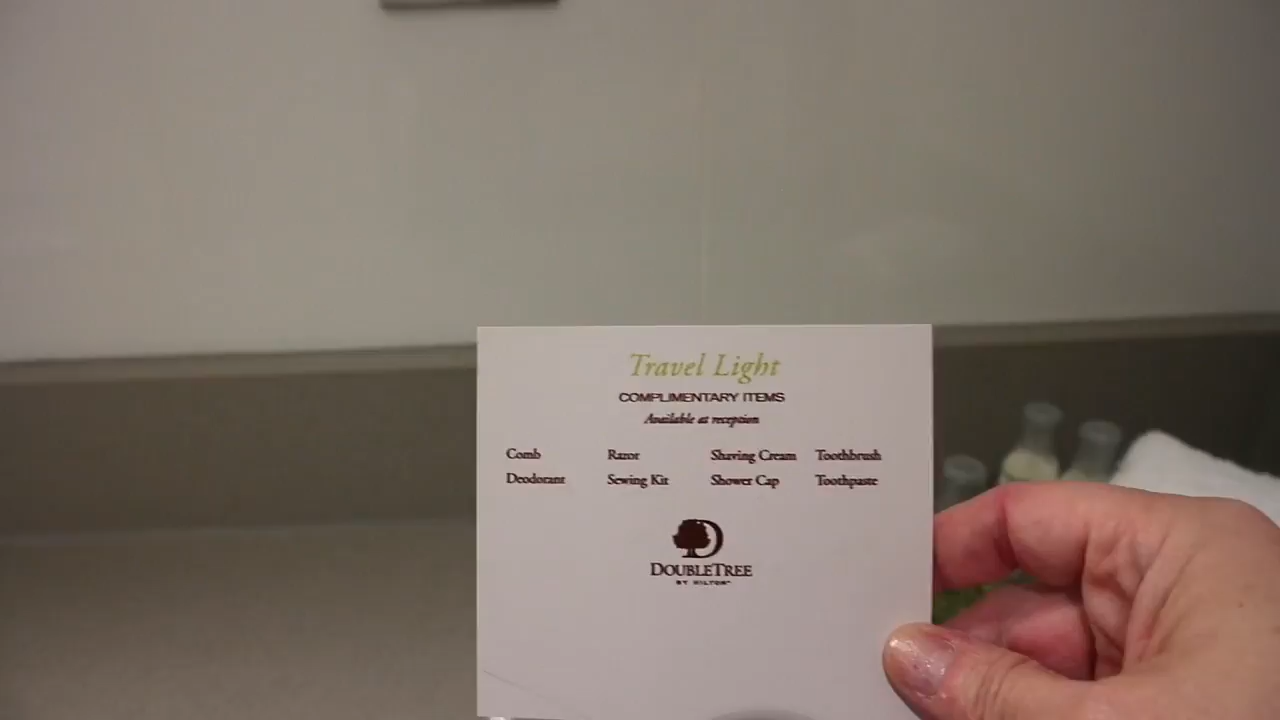 Travel Light
COMPLIMENTARY ITEMS
Available at reception
Comb Razor Shaving Cream Toothbrush
Deodorant Sewing Kit Shower Cap Toothpaste
D
DOUBLETREE
BY HILTON™